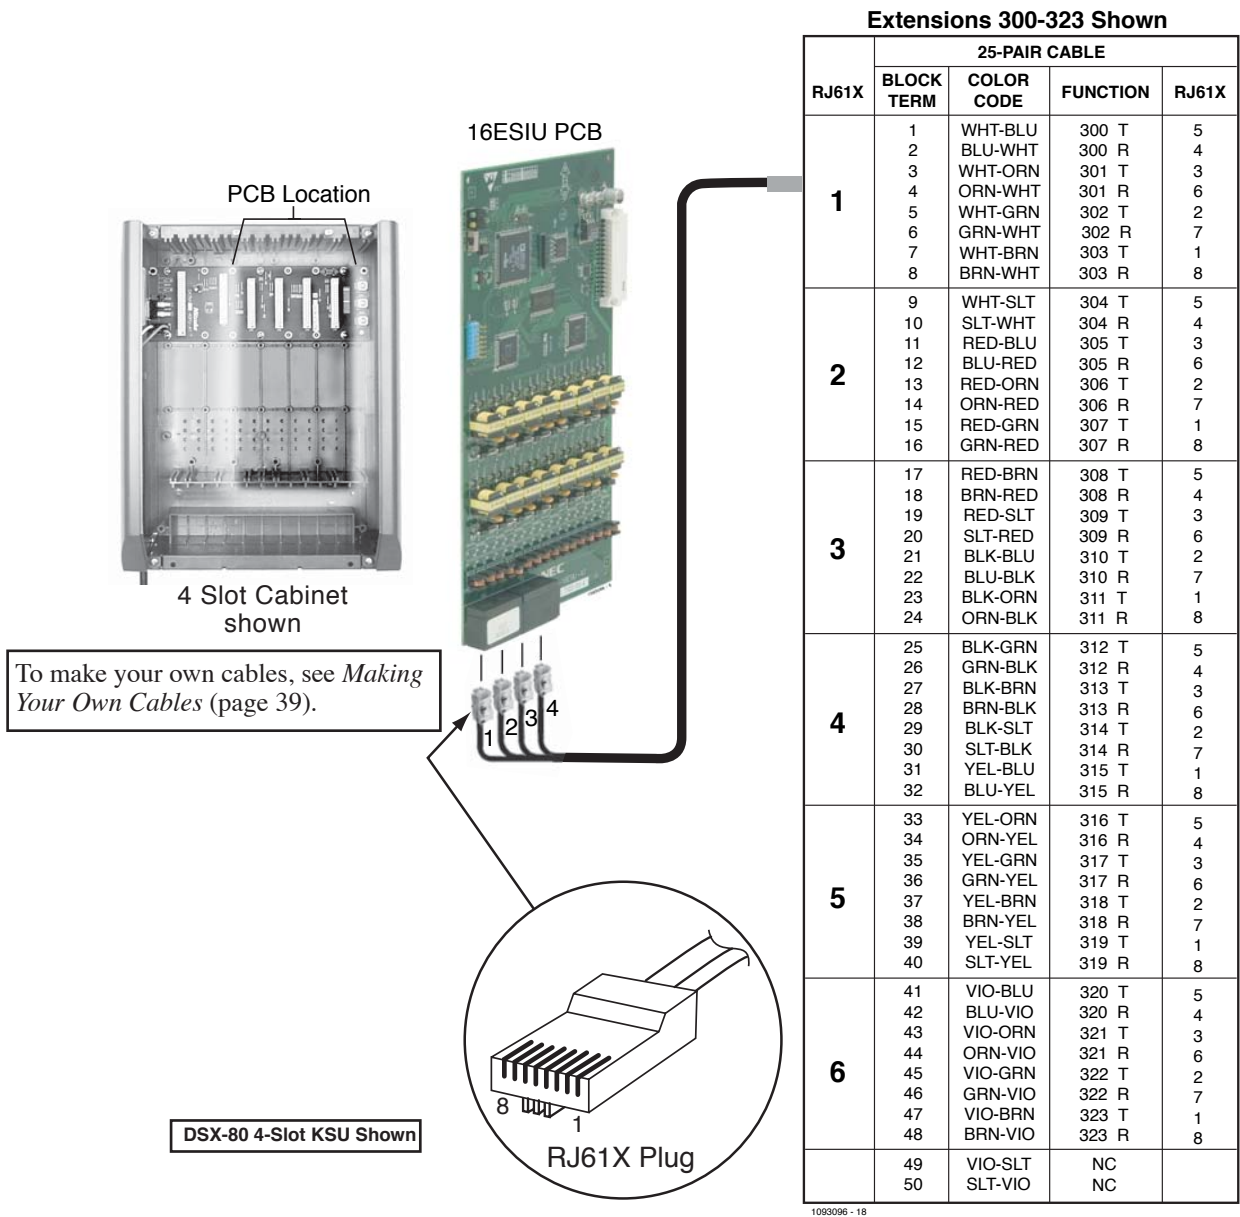 Extensions 300-323 Shown
25-PAIR CABLE
RJ61X BLOCK TERM COLOR CODE FUNCTION RJ61X
1
1 WHT-BLU 300 T 5
2 BLU-WHT 300 R 4
3 WHT-ORN 301 T 3
4 ORN-WHT 301 R 6
5 WHT-GRN 302 T 2
6 GRN-WHT 302 R 7
7 WHT-BRN 303 T 1
8 BRN-WHT 303 R 8
2
9 WHT-SLT 304 T 5
10 SLT-WHT 304 R 4
11 RED-BLU 305 T 3
12 BLU-RED 305 R 6
13 RED-ORN 306 T 2
14 ORN-RED 306 R 7
15 RED-GRN 307 T 1
16 GRN-RED 307 R 8
3
17 RED-BRN 308 T 5
18 BRN-RED 308 R 4
19 RED-SLT 309 T 3
20 SLT-RED 309 R 6
21 BLK-BLU 310 T 2
22 BLU-BLK 310 R 7
23 BLK-ORN 311 T 1
24 ORN-BLK 311 R 8
4
25 BLK-GRN 312 T 5
26 GRN-BLK 312 R 4
27 BLK-BRN 313 T 3
28 BRN-BLK 313 R 6
29 BLK-SLT 314 T 2
30 SLT-BLK 314 R 7
31 YEL-BLU 315 T 1
32 BLU-YEL 315 R 8
5
33 YEL-ORN 316 T 5
34 ORN-YEL 316 R 4
35 YEL-GRN 317 T 3
36 GRN-YEL 317 R 6
37 YEL-BRN 318 T 2
38 BRN-YEL 318 R 7
39 YEL-SLT 319 T 1
40 SLT-YEL 319 R 8
6
41 VIO-BLU 320 T 5
42 BLU-VIO 320 R 4
43 VIO-ORN 321 T 3
44 ORN-VIO 321 R 6
45 VIO-GRN 322 T 2
46 GRN-VIO 322 R 7
47 VIO-BRN 323 T 1
48 BRN-VIO 323 R 8
49 VIO-SLT NC
50 SLT-VIO NC
1093096 - 18
16ESIU PCB
PCB Location
NEC
4 Slot Cabinet
shown
To make your own cables, see Making
Your Own Cables (page 39).
1 2 3 4
8
1
RJ61X Plug
DSX-80 4-Slot KSU Shown